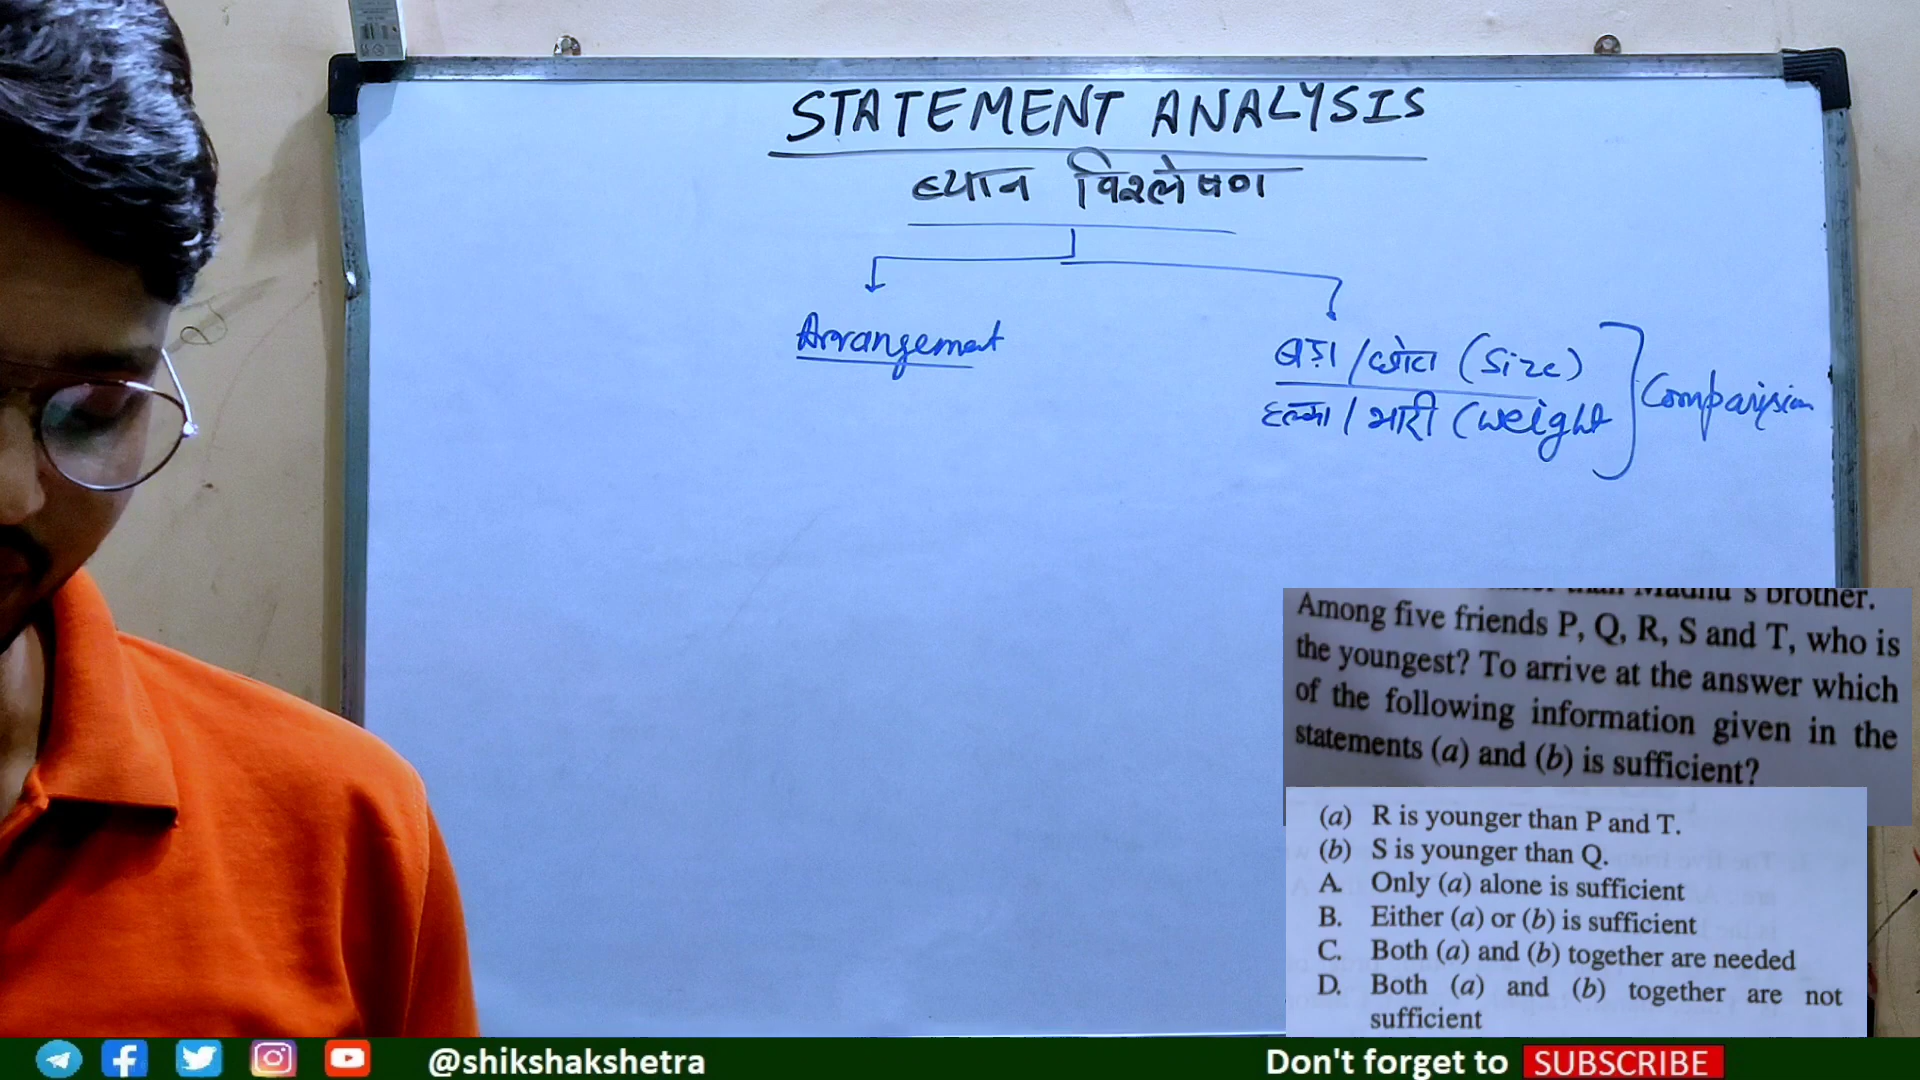 STATEMENT ANALYSIS
ध्यान विश्लेषण
Arrangement
बड़ा / छोटा (Size)
हल्का / भारी (Weight
Comparision
Madhu's brother.
Among five friends P, Q, R, S and T, who is
the youngest? To arrive at the answer which
of the following information given in the
statements (a) and (b) is sufficient?
(a) R is younger than P and T.
(b) S is younger than Q.
A. Only (a) alone is sufficient
B. Either (a) or (b) is sufficient
C. Both (a) and (b) together are needed
D. Both (a) and (b) together are not
sufficient
@shikshakshetra
Don't forget to SUBSCRIBE